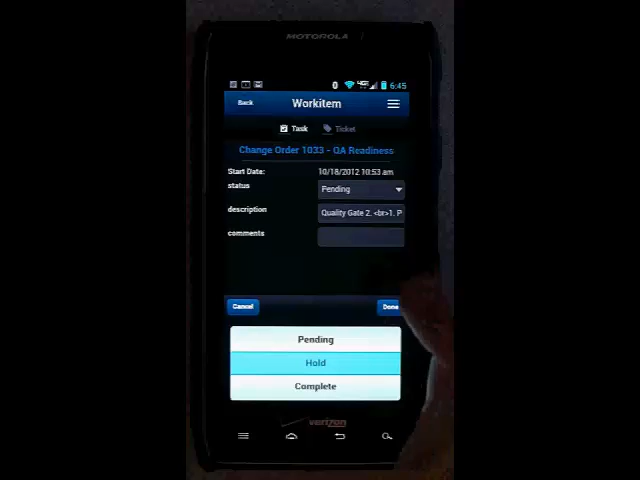 MOTOROLA
4G 6:45
Back Workitem
Task Ticket
Change Order 1033 - QA Readiness
Start Date: 10/18/2012 10:53 am
status Pending
description Quality Gate 2. <br>1. P
comments
Cancel Done
Pending
Hold
Complete
verizon